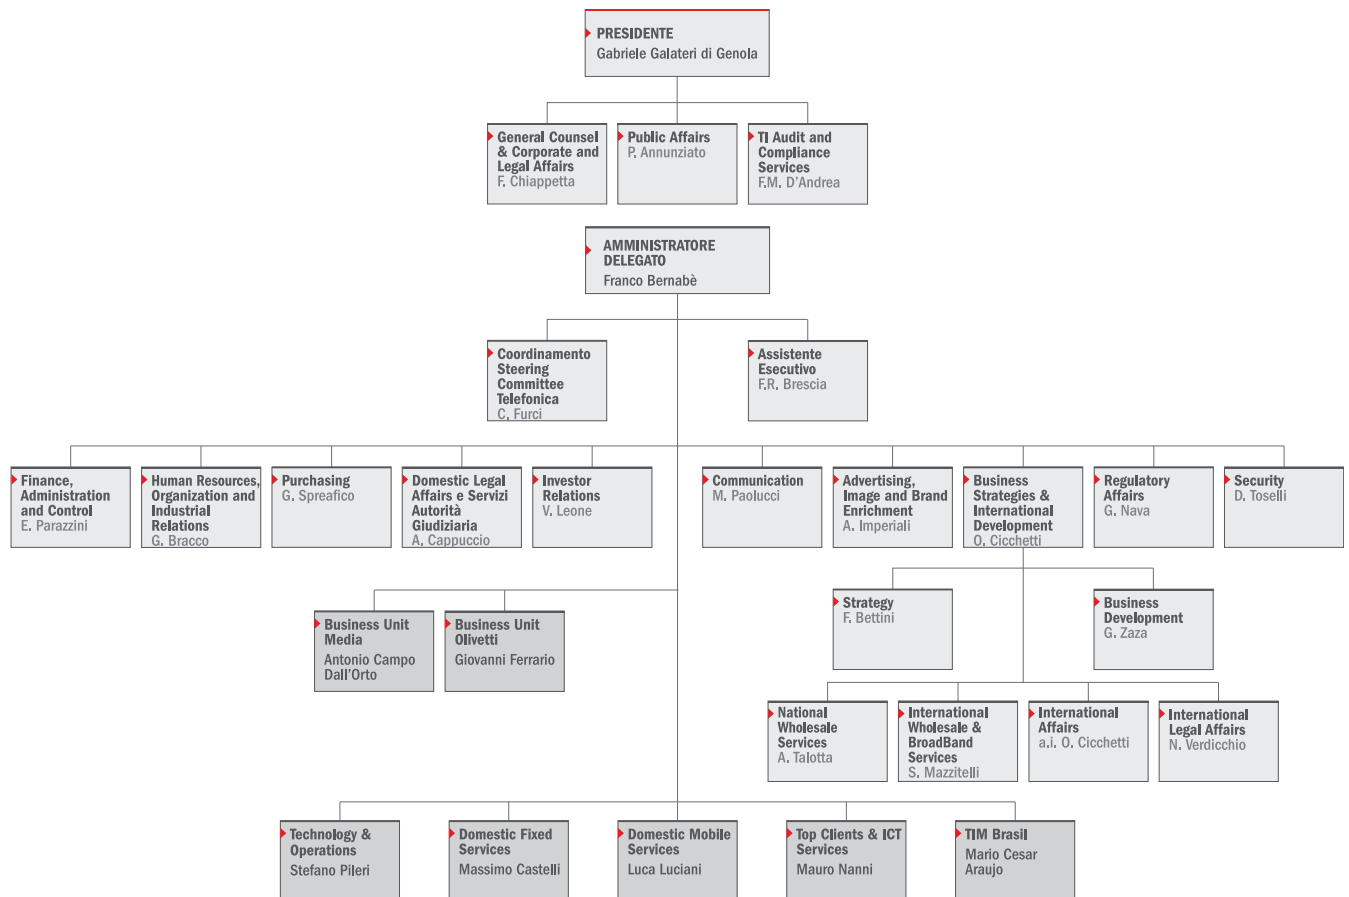 PRESIDENTE
Gabriele Galateri di Genola
General Counsel
& Corporate and
Legal Affairs
F. Chiappetta
Public Affairs
P. Annunziato
TI Audit and
Compliance
Services
F.M. D'Andrea
AMMINISTRATORE
DELEGATO
Franco Bernabè
Coordinamento
Steering
Committee
Telefonica
C. Furci
Assistente
Esecutivo
F.R. Brescia
Finance,
Administration
and Control
E. Parazzini
Human Resources,
Organization and
Industrial
Relations
G. Bracco
Purchasing
G. Spreafico
Domestic Legal
Affairs e Servizi
Autorità
Giudiziaria
A. Cappuccio
Investor
Relations
V. Leone
Communication
M. Paolucci
Advertising,
Image and Brand
Enrichment
A. Imperiali
Business
Strategies &
International
Development
O. Cicchetti
Regulatory
Affairs
G. Nava
Security
D. Toselli
Strategy
F. Bettini
Business
Development
G. Zaza
Business Unit
Media
Antonio Campo
Dall'Orto
Business Unit
Olivetti
Giovanni Ferrario
National
Wholesale
Services
A. Talotta
International
Wholesale &
BroadBand
Services
S. Mazzitelli
International
Affairs
a.i. O. Cicchetti
International
Legal Affairs
N. Verdicchio
Technology &
Operations
Stefano Pileri
Domestic Fixed
Services
Massimo Castelli
Domestic Mobile
Services
Luca Luciani
Top Clients & ICT
Services
Mauro Nanni
TIM Brasil
Mario Cesar
Araujo